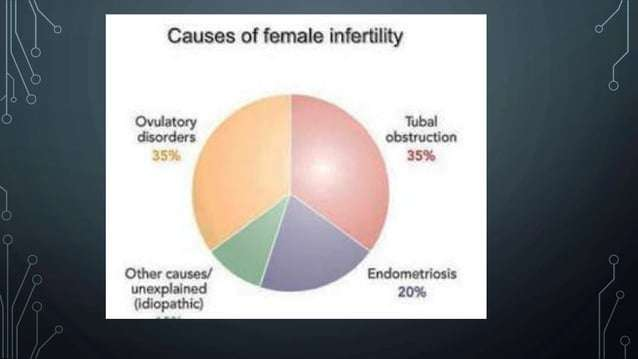 Causes of female infertility
Ovulatory
disorders
35%
Tubal
obstruction
35%
Other causes/
unexplained
(idiopathic)
Endometriosis
20%